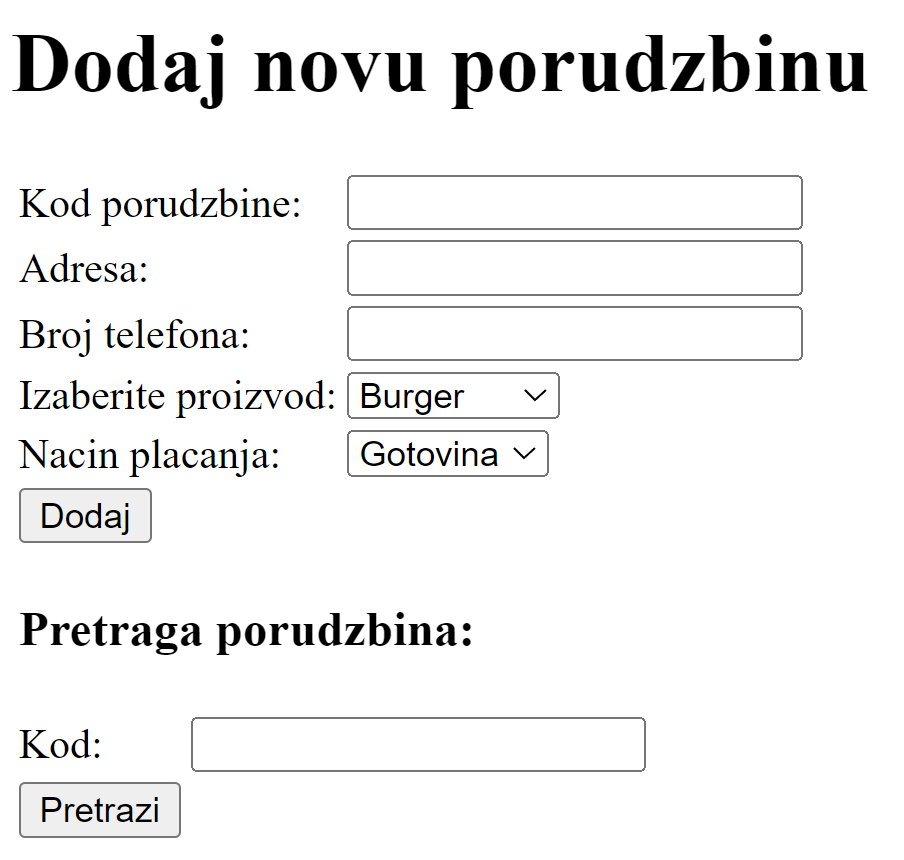 Dodaj novu porudzbinu
Kod porudzbine:
Adresa:
Broj telefona:
Izaberite proizvod: Burger
Nacin placanja: Gotovina
Dodaj
Pretraga porudzbina:
Kod:
Pretrazi